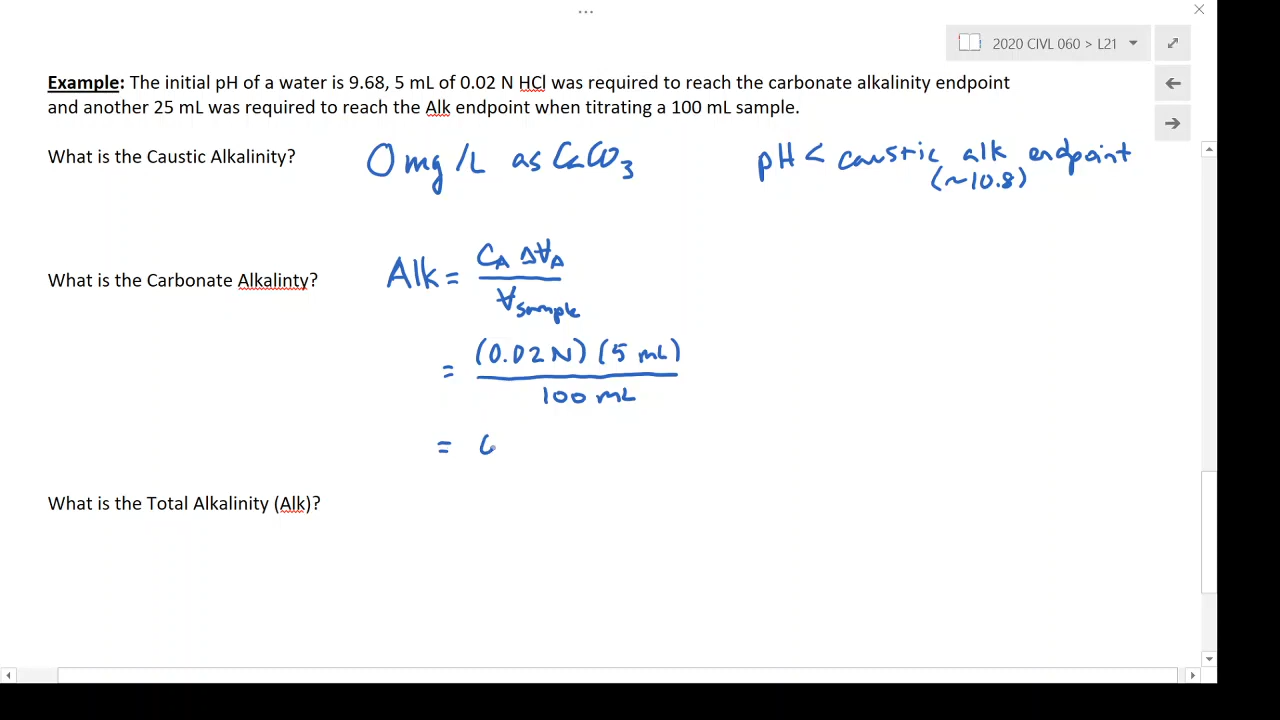 2020 CIVL 060 > L21
Example: The initial pH of a water is 9.68, 5 mL of 0.02 N HCl was required to reach the carbonate alkalinity endpoint
and another 25 mL was required to reach the Alk endpoint when titrating a 100 mL sample.
What is the Caustic Alkalinity?
0 mg/L as CaCO3
pH < caustic alk endpoint
(~10.8)
What is the Carbonate Alkalinty?
Alk = CA ΔVA
Vsample
= (0.02 N) (5 mL)
100 mL
=
What is the Total Alkalinity (Alk)?